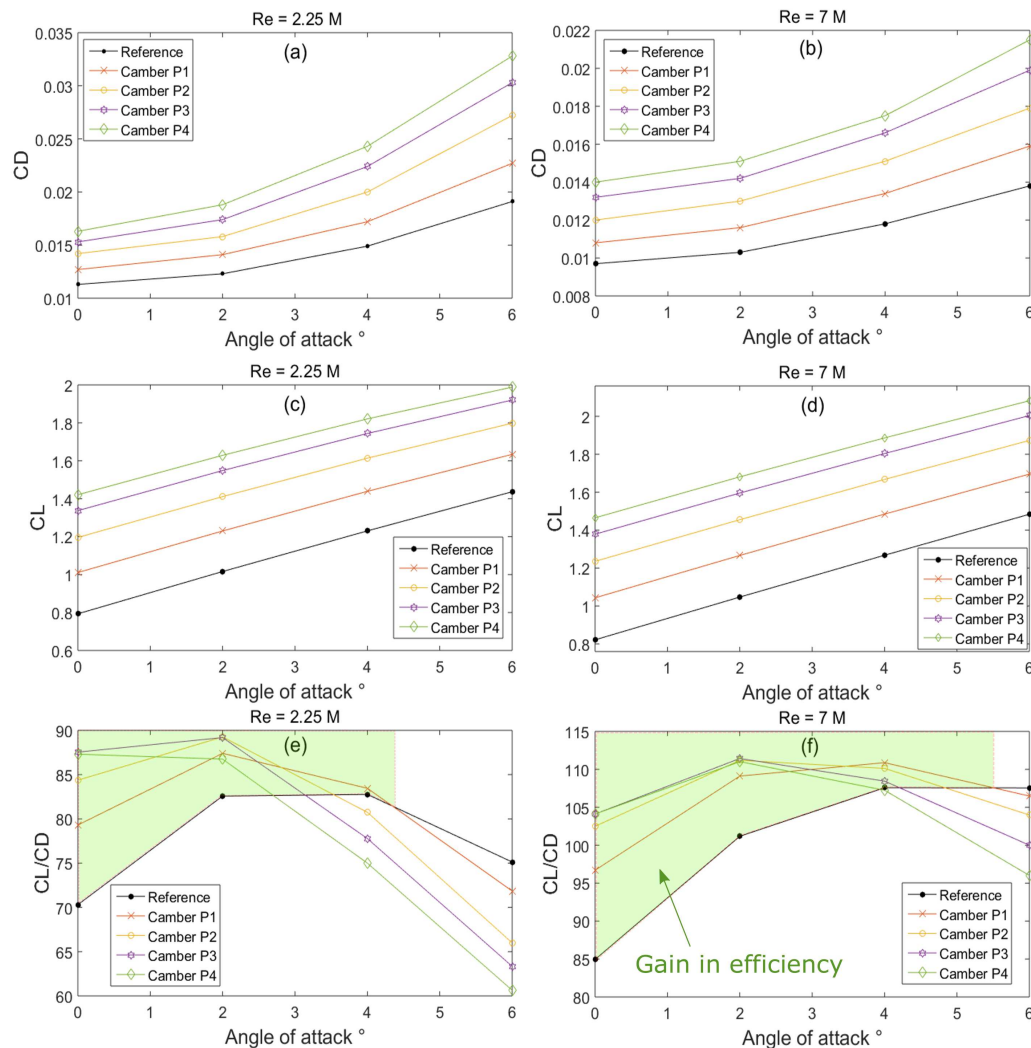 Re = 2.25 M
(a)
0.035
0.03
0.025
0.02
0.015
0.01
CD
Reference
Camber P1
Camber P2
Camber P3
Camber P4
0 1 2 3 4 5 6
Angle of attack °
Re = 7 M
(b)
0.022
0.02
0.018
0.016
0.014
0.012
0.01
0.008
CD
Reference
Camber P1
Camber P2
Camber P3
Camber P4
0 1 2 3 4 5 6
Angle of attack °
Re = 2.25 M
(c)
2
1.8
1.6
1.4
1.2
1
0.8
0.6
CL
Reference
Camber P1
Camber P2
Camber P3
Camber P4
0 1 2 3 4 5 6
Angle of attack °
Re = 7 M
(d)
2
1.8
1.6
1.4
1.2
1
0.8
CL
Reference
Camber P1
Camber P2
Camber P3
Camber P4
0 1 2 3 4 5 6
Angle of attack °
Re = 2.25 M
(e)
90
85
80
75
70
65
60
CL/CD
Reference
Camber P1
Camber P2
Camber P3
Camber P4
0 1 2 3 4 5 6
Angle of attack °
Re = 7 M
(f)
115
110
105
100
95
90
85
80
CL/CD
Gain in efficiency
Reference
Camber P1
Camber P2
Camber P3
Camber P4
0 1 2 3 4 5 6
Angle of attack °